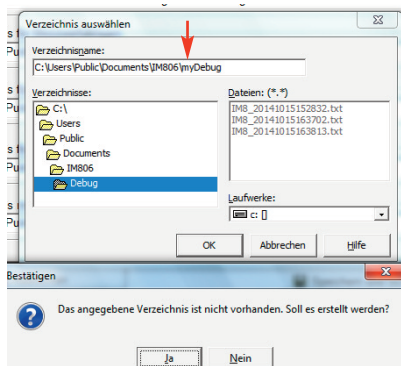 Verzeichnis auswählen
Verzeichnisname:
C:\Users\Public\Documents\IM806\myDebug
Verzeichnisse:
Dateien: (*.*)
C:\
Users
Public
Documents
IM806
Debug
IM8_20141015152832.txt
IM8_20141015163702.txt
IM8_20141015163813.txt
Laufwerke:
c: []
OK
Abbrechen
Hilfe
Bestätigen
Das angegebene Verzeichnis ist nicht vorhanden. Soll es erstellt werden?
Ja
Nein